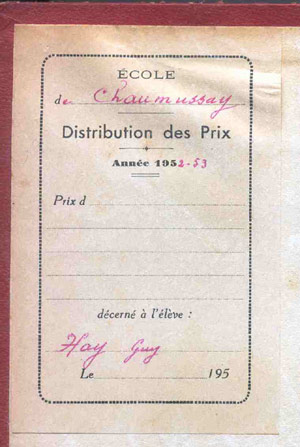 ÉCOLE
de Chaumussay
Distribution des Prix
Année 1952-53
Prix d
décerné à l'élève :
Hay Guy
Le 195